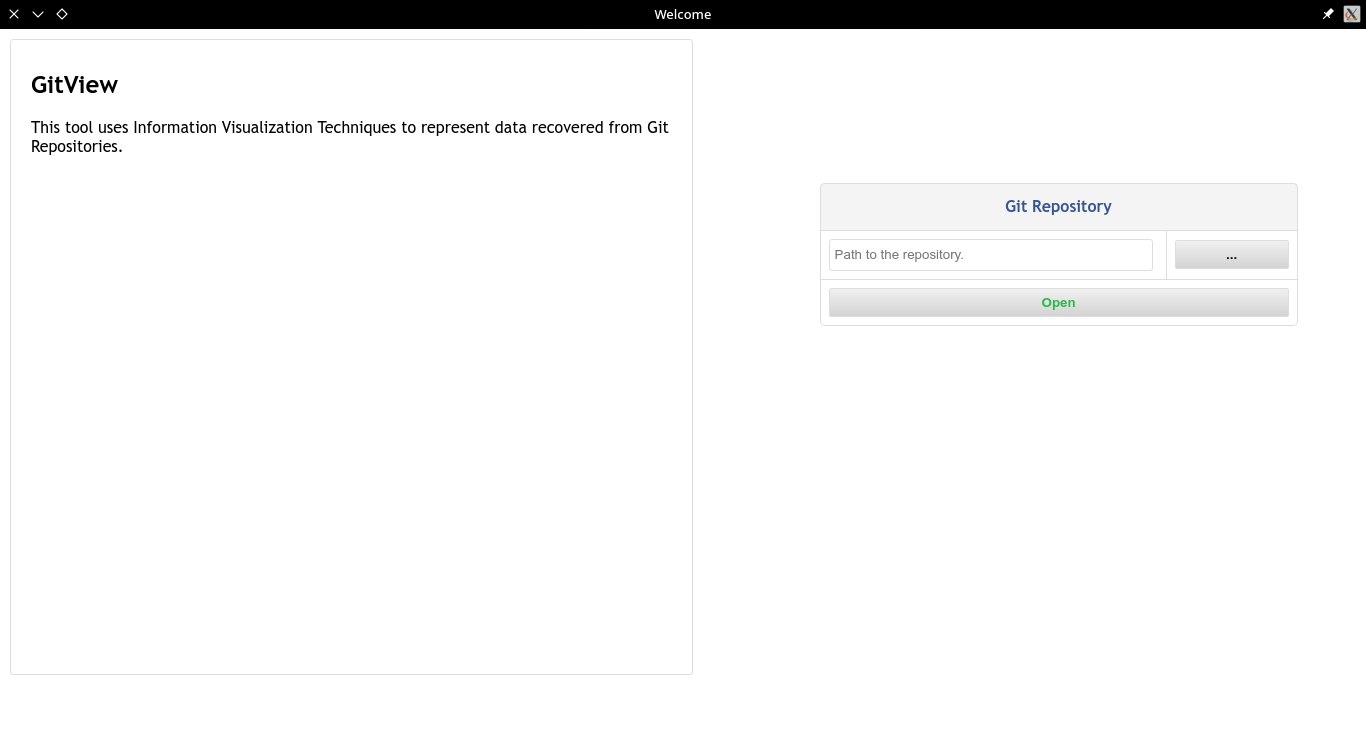 Welcome
GitView
This tool uses Information Visualization Techniques to represent data recovered from Git
Repositories.
Git Repository
Path to the repository.
...
Open